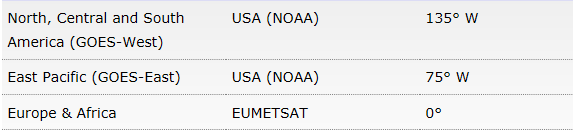 North, Central and South USA (NOAA) 135° W
America (GOES-West)
East Pacific (GOES-East) USA (NOAA) 75° W
Europe & Africa EUMETSAT 0°